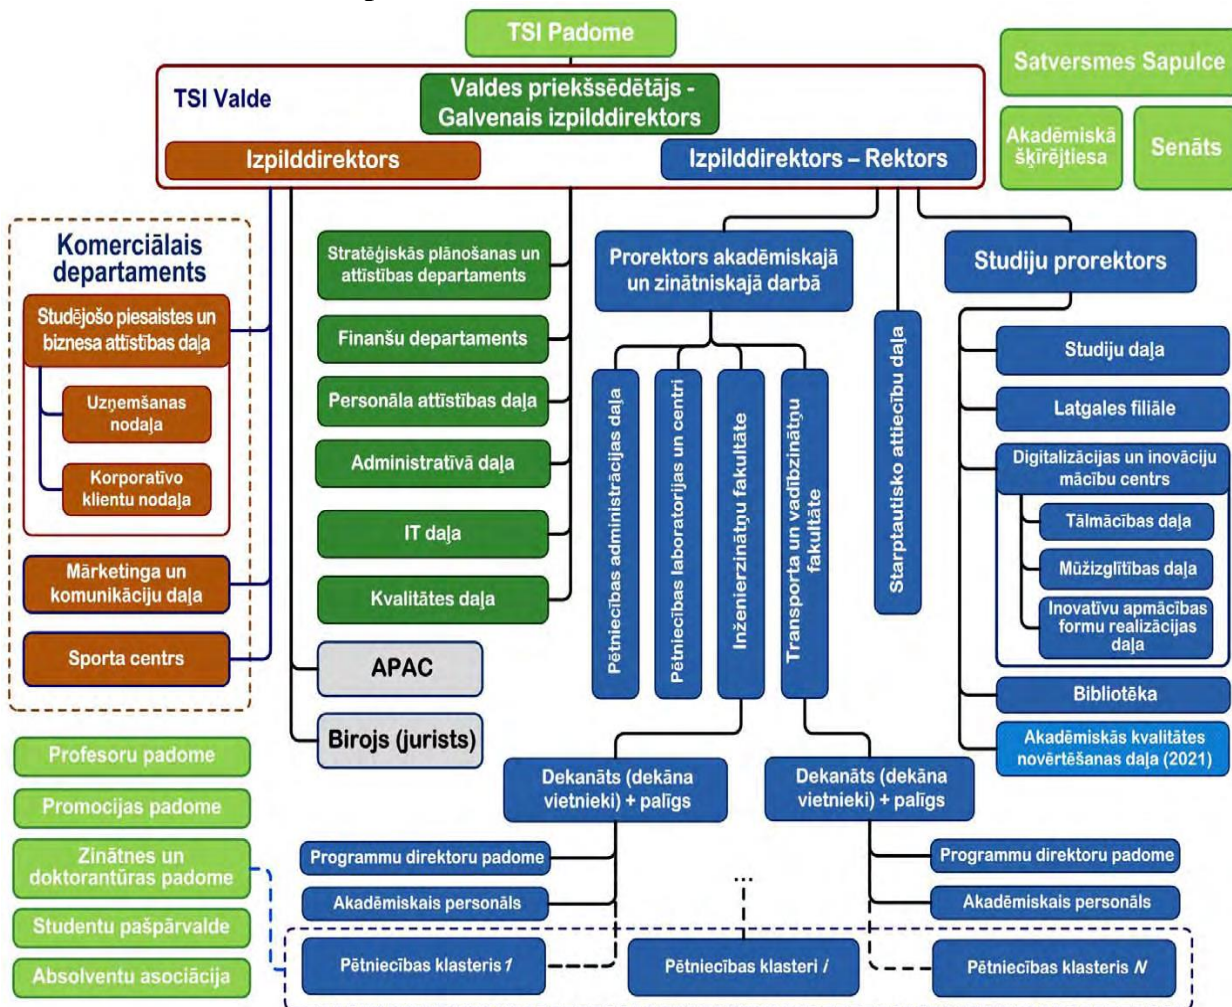 TSI Padome
Satversmes Sapulce
Akadēmiskā
šķīrējtiesa
Senāts
TSI Valde
Valdes priekšsēdētājs -
Galvenais izpilddirektors
Izpilddirektors
Izpilddirektors – Rektors
Komerciālais
departaments
Studējošo piesaistes un
biznesa attīstības daļa
Uzņemšanas
nodaļa
Korporatīvo
klientu nodaļa
Mārketinga un
komunikāciju daļa
Sporta centrs
Stratēģiskās plānošanas un
attīstības departaments
Finanšu departaments
Personāla attīstības daļa
Administratīvā daļa
IT daļa
Kvalitātes daļa
APAC
Birojs (jurists)
Prorektors akadēmiskajā
un zinātniskajā darbā
Pētniecības administrācijas daļa
Pētniecības laboratorijas un centri
Inženierzinātņu fakultāte
Transporta un vadībzinātņu
fakultāte
Starptautisko attiecību daļa
Studiju prorektors
Studiju daļa
Latgales filiāle
Digitalizācijas un inovāciju
mācību centrs
Tālmācības daļa
Mūžizglītības daļa
Inovatīvu apmācības
formu realizācijas
daļa
Bibliotēka
Akadēmiskās kvalitātes
novērtēšanas daļa (2021)
Dekanāts (dekāna
vietnieki) + palīgs
Programmu direktoru padome
Akadēmiskais personāls
Dekanāts (dekāna
vietnieki) + palīgs
Programmu direktoru padome
Akadēmiskais personāls
...
Pētniecības klasteris 1
Pētniecības klasteri i
Pētniecības klasteris N
Profesoru padome
Promocijas padome
Zinātnes un
doktorantūras padome
Studentu pašpārvalde
Absolventu asociācija